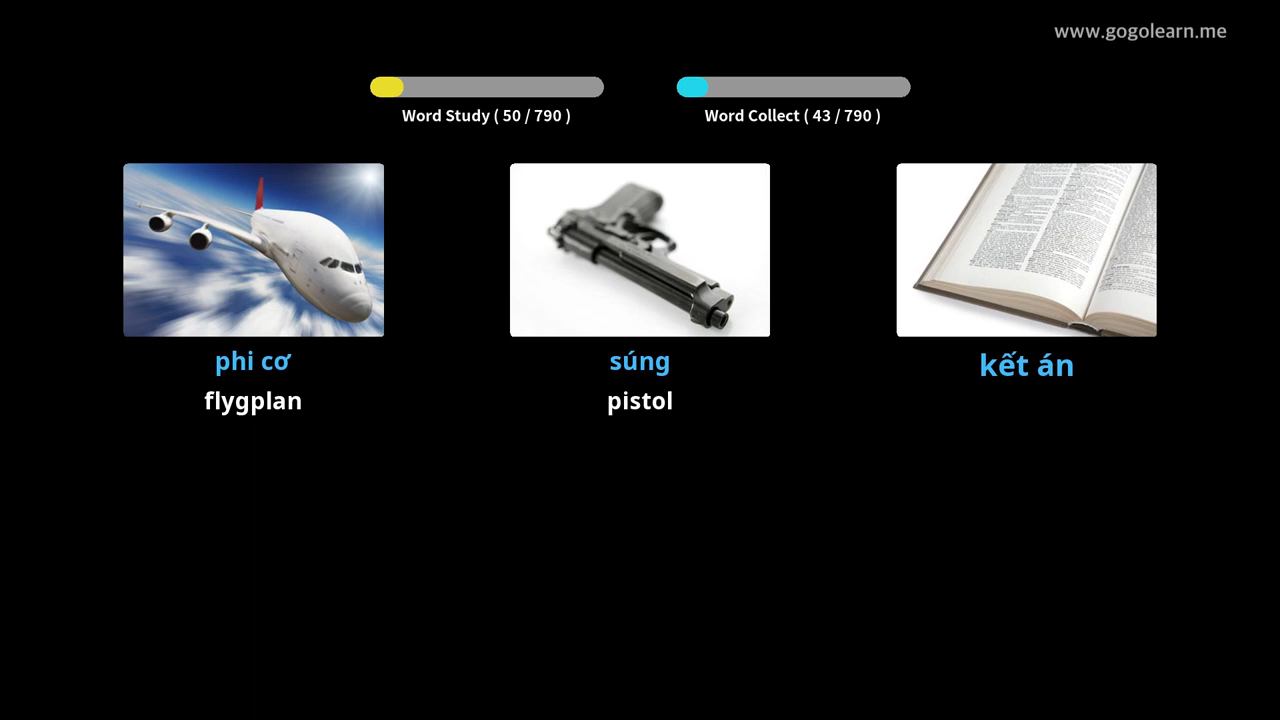 www.gogolearn.me
Word Study ( 50 / 790 )
Word Collect ( 43 / 790 )
phi cơ
súng
kết án
flygplan
pistol